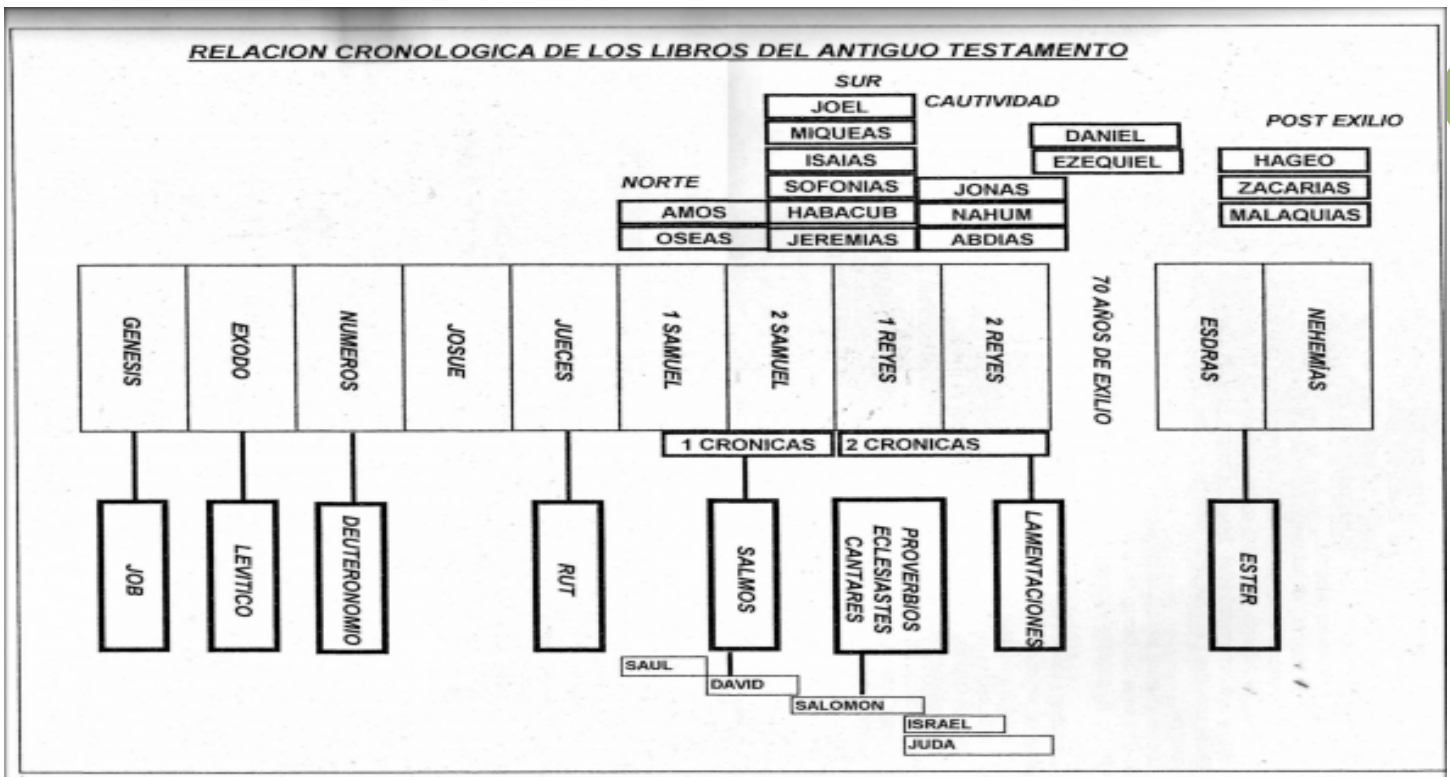 RELACION CRONOLOGICA DE LOS LIBROS DEL ANTIGUO TESTAMENTO
SUR
JOEL
MIQUEAS
ISAIAS
SOFONIAS
HABACUB
JEREMIAS
CAUTIVIDAD
JONAS
NAHUM
ABDIAS
DANIEL
EZEQUIEL
POST EXILIO
HAGEO
ZACARIAS
MALAQUIAS
NORTE
AMOS
OSEAS
GENESIS
EXODO
NUMEROS
JOSUE
JUECES
1 SAMUEL
2 SAMUEL
1 REYES
2 REYES
70 AÑOS DE EXILIO
ESDRAS
NEHEMÍAS
1 CRONICAS
2 CRONICAS
JOB
LEVITICO
DEUTERONOMIO
RUT
SALMOS
PROVERBIOS
ECLESIASTES
CANTARES
LAMENTACIONES
ESTER
SAUL
DAVID
SALOMON
ISRAEL
JUDA